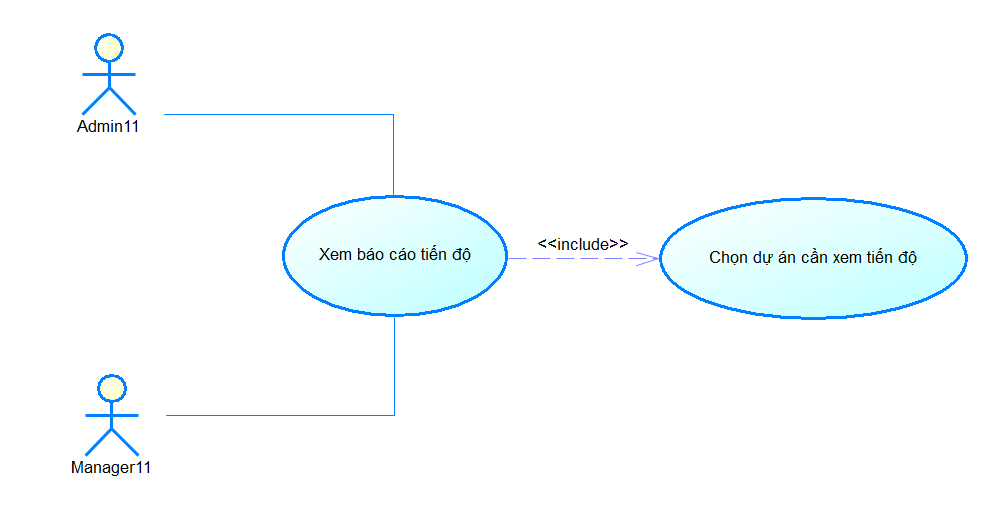 Admin11
Xem báo cáo tiến độ
<<include>>
Chọn dự án cần xem tiến độ
Manager11